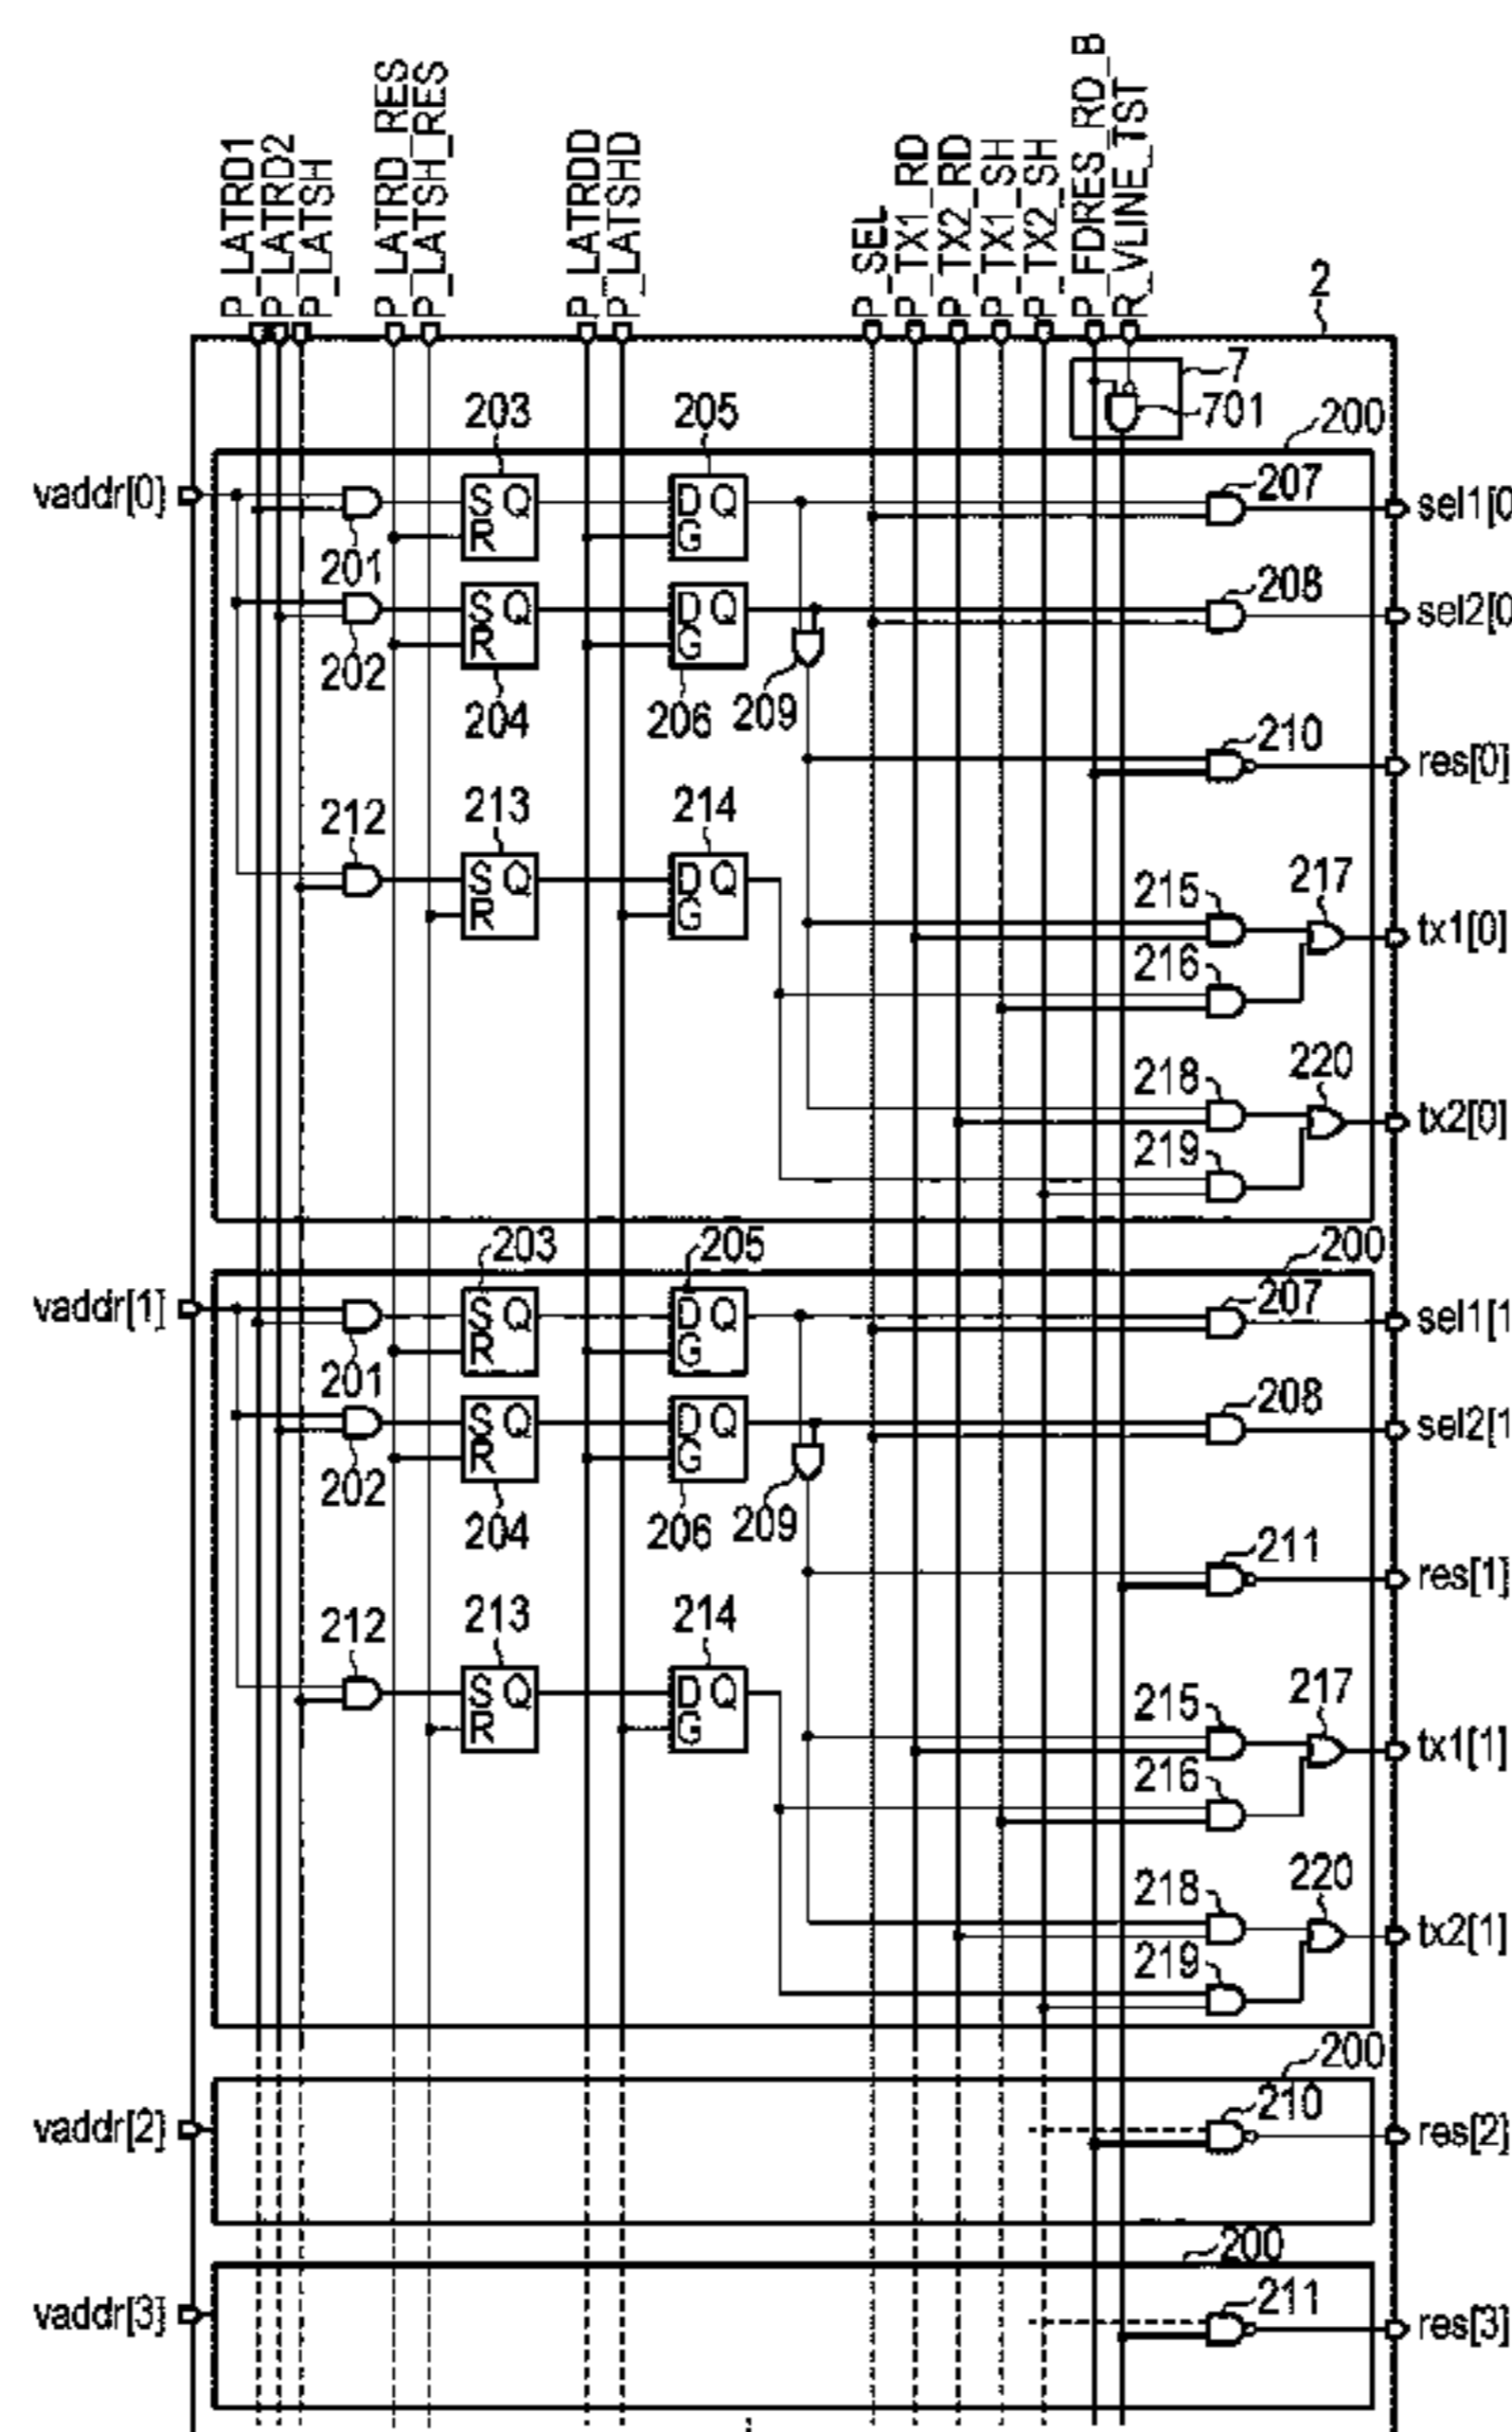 P_LATRD1
P_LATRD2
P_LATSH
P_LATRD_RES
P_LATSH_RES
P_LATRDD
P_LATSHD
P_SEL
P_TX1_RD
P_TX2_RD
P_TX1_SH
P_TX2_SH
P_FDRES_RD_B
R_VLINE_TST
2
7
701
200
vaddr[0]
203
205
207
S Q
R
D Q
G
sel1[0
201
208
S Q
R
D Q
G
sel2[0
202
204
206
209
210
res[0]
212
213
214
S Q
R
D Q
G
215
217
tx1[0]
216
218
220
tx2[0]
219
200
vaddr[1]
203
205
207
S Q
R
D Q
G
sel1[1
201
208
S Q
R
D Q
G
sel2[1
202
204
206
209
211
res[1]
212
213
214
S Q
R
D Q
G
215
217
tx1[1]
216
218
220
tx2[1]
219
200
vaddr[2]
210
res[2]
200
vaddr[3]
211
res[3]